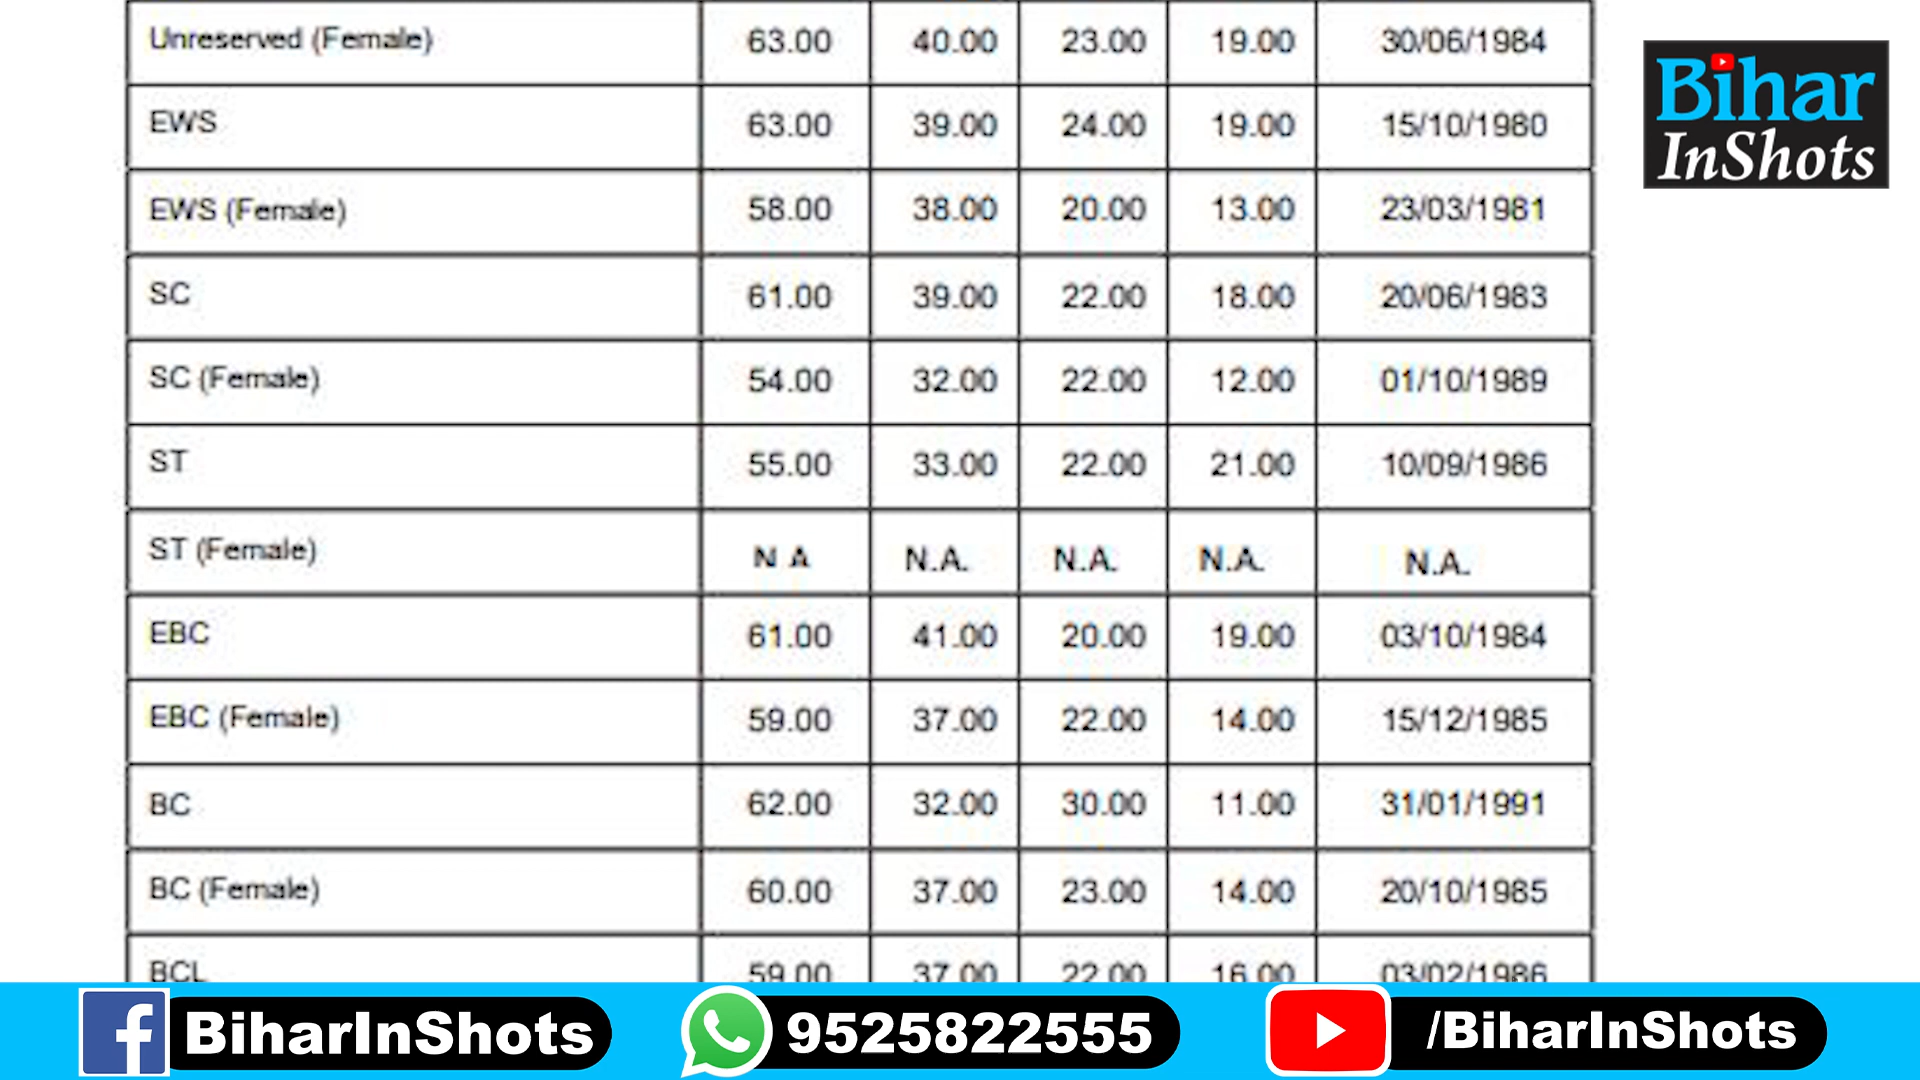 Unreserved (Female) 63.00 40.00 23.00 19.00 30/06/1984
EWS 63.00 39.00 24.00 19.00 15/10/1980
EWS (Female) 58.00 38.00 20.00 13.00 23/03/1981
SC 61.00 39.00 22.00 18.00 20/06/1983
SC (Female) 54.00 32.00 22.00 12.00 01/10/1989
ST 55.00 33.00 22.00 21.00 10/09/1986
ST (Female) N A N.A. N.A. N.A. N.A.
EBC 61.00 41.00 20.00 19.00 03/10/1984
EBC (Female) 59.00 37.00 22.00 14.00 15/12/1985
BC 62.00 32.00 30.00 11.00 31/01/1991
BC (Female) 60.00 37.00 23.00 14.00 20/10/1985
BCL 59.00 37.00 22.00 16.00 03/02/1986
Bihar
InShots
BiharInShots 9525822555 /BiharInShots